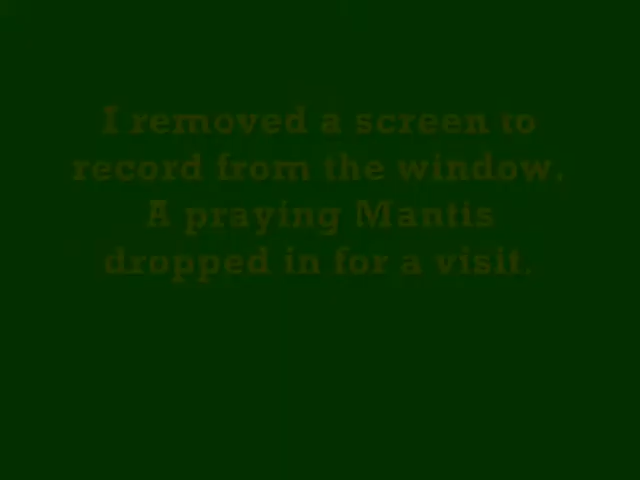 I removed a screen to
record from the window.
A praying Mantis
dropped in for a visit.